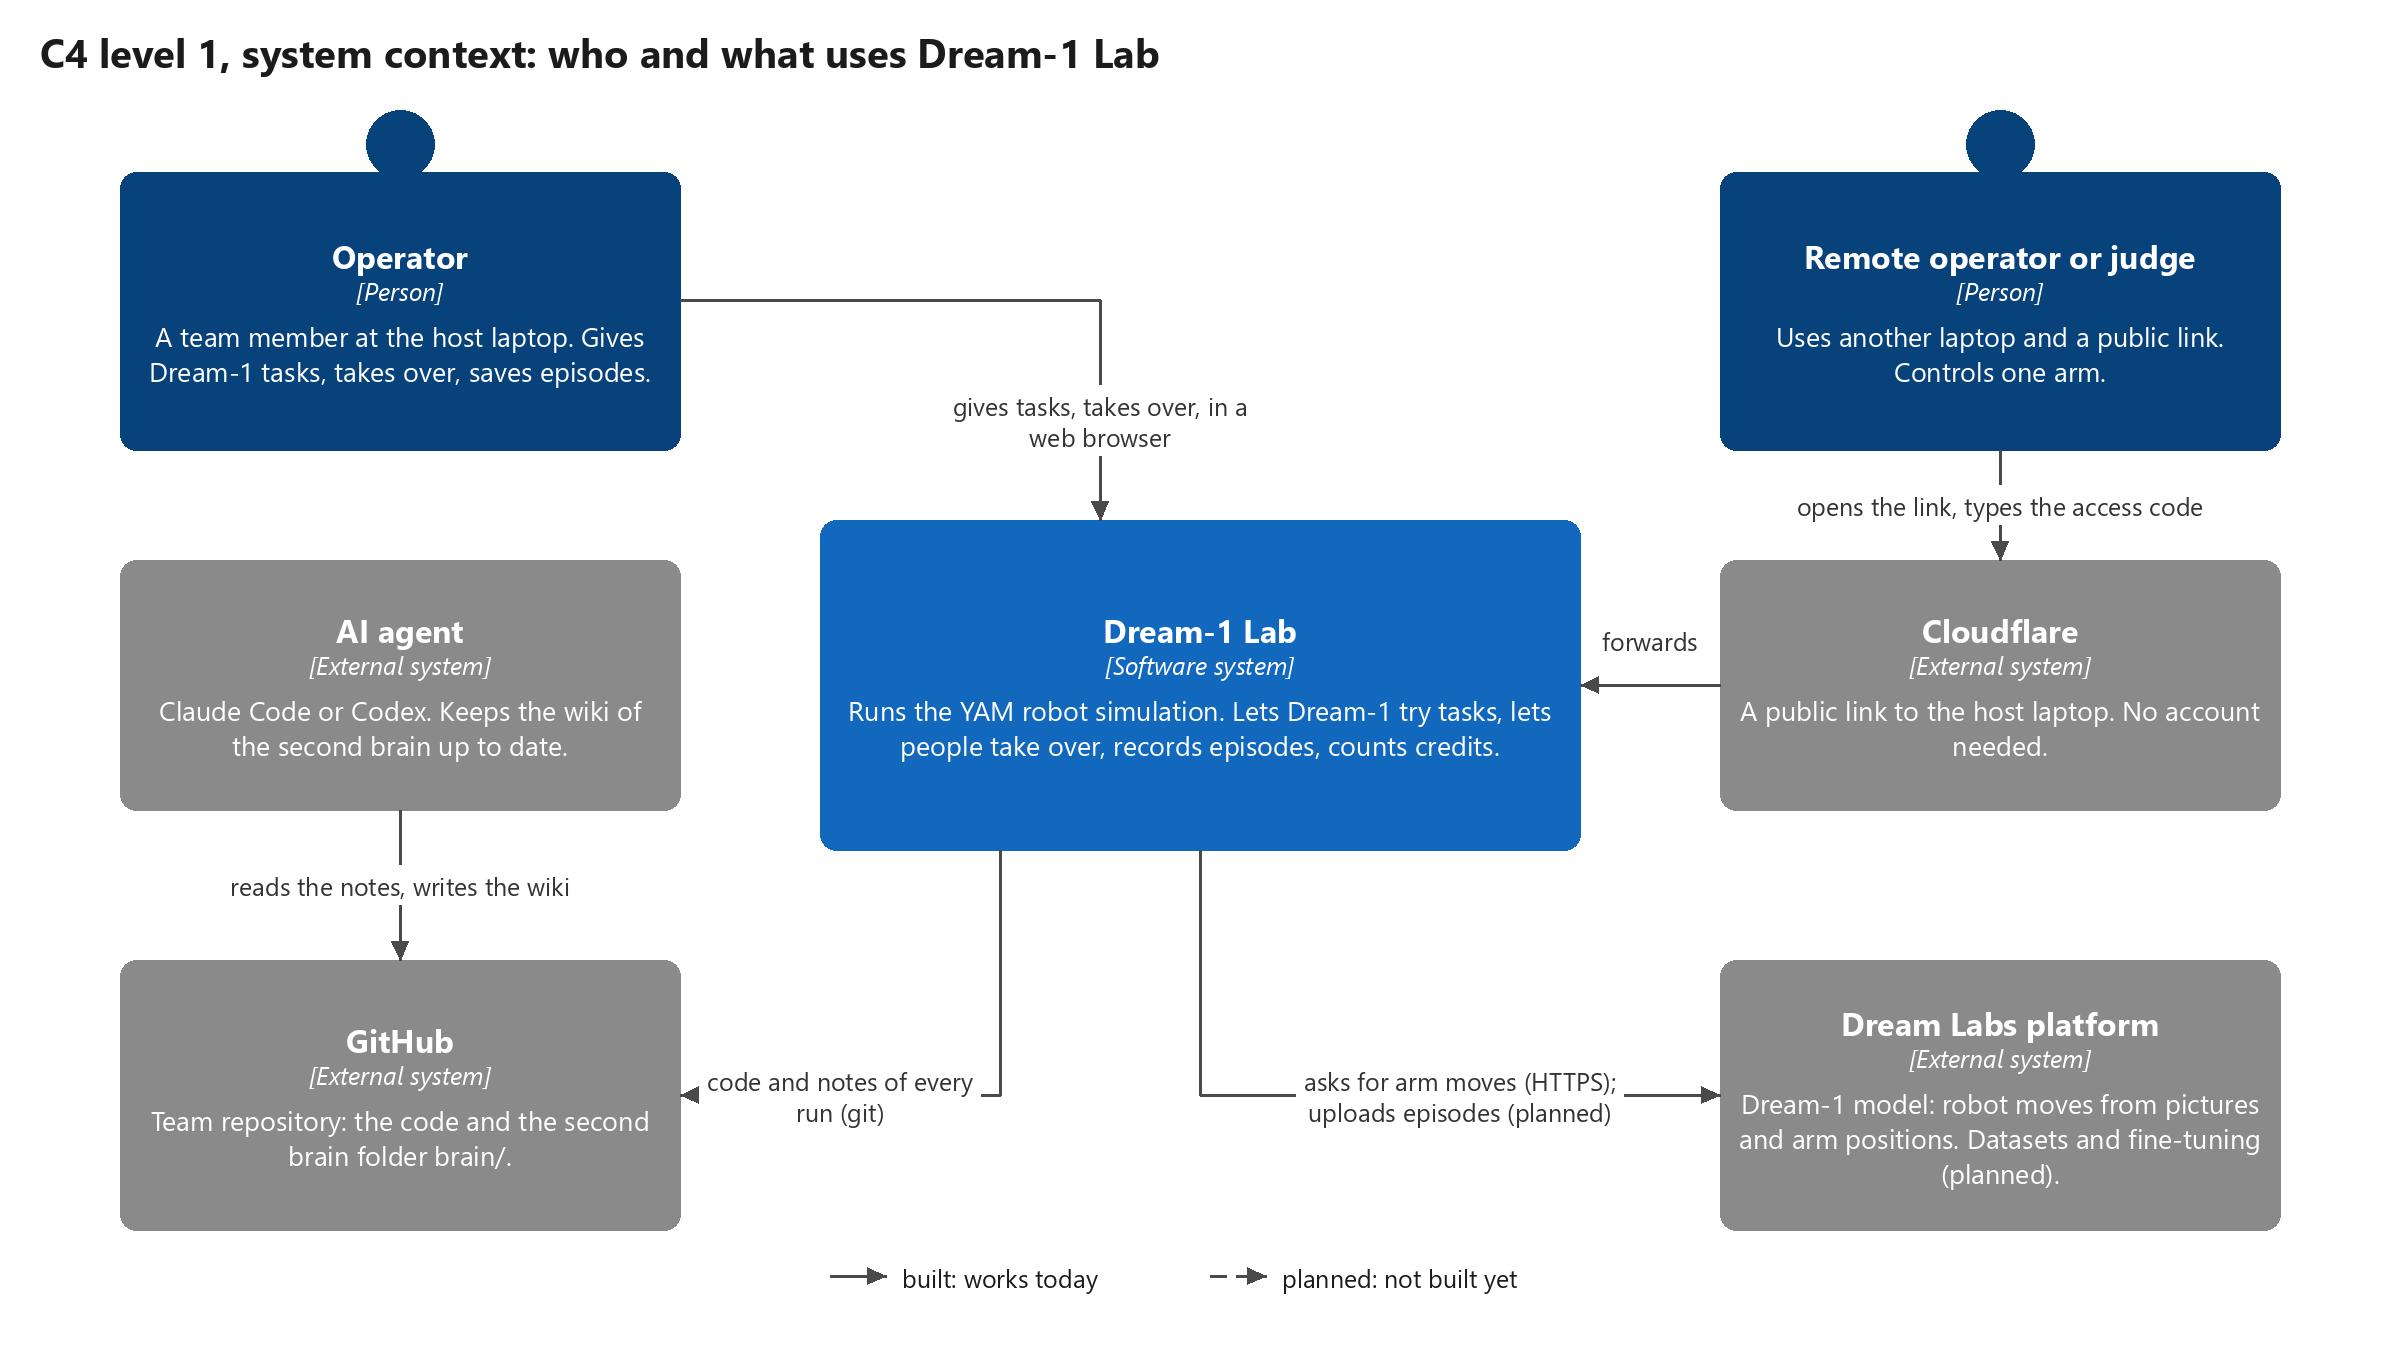 C4 level 1, system context: who and what uses Dream-1 Lab
Operator
[Person]
A team member at the host laptop. Gives
Dream-1 tasks, takes over, saves episodes.
Remote operator or judge
[Person]
Uses another laptop and a public link.
Controls one arm.
gives tasks, takes over, in a
web browser
opens the link, types the access code
AI agent
[External system]
Claude Code or Codex. Keeps the wiki of
the second brain up to date.
Dream-1 Lab
[Software system]
Runs the YAM robot simulation. Lets Dream-1 try tasks, lets
people take over, records episodes, counts credits.
forwards
Cloudflare
[External system]
A public link to the host laptop. No account
needed.
reads the notes, writes the wiki
GitHub
[External system]
Team repository: the code and the second
brain folder brain/.
code and notes of every
run (git)
asks for arm moves (HTTPS);
uploads episodes (planned)
Dream Labs platform
[External system]
Dream-1 model: robot moves from pictures
and arm positions. Datasets and fine-tuning
(planned).
built: works today
planned: not built yet